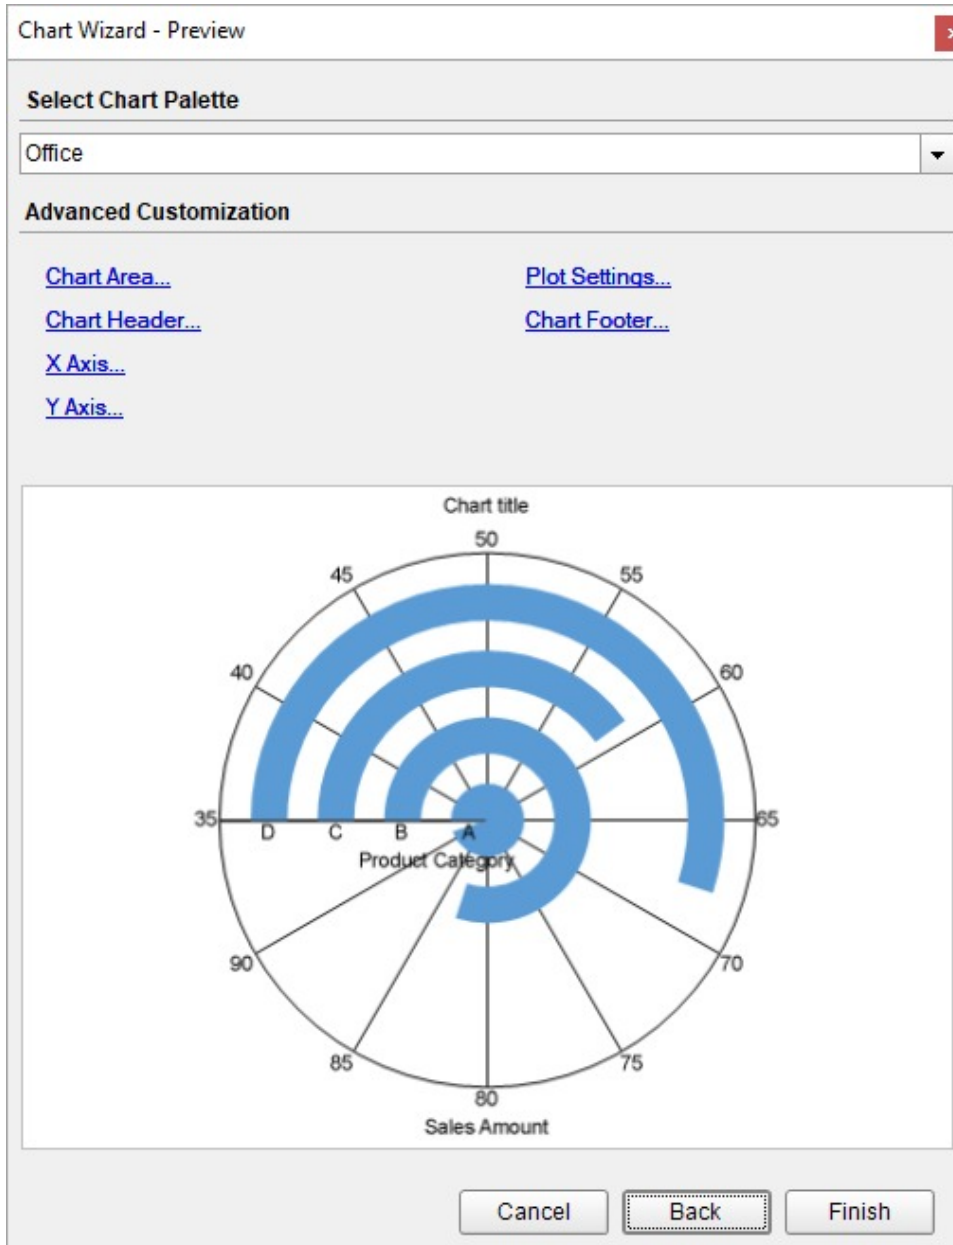 Chart Wizard - Preview
Select Chart Palette
Office
Advanced Customization
Chart Area... Plot Settings...
Chart Header... Chart Footer...
X Axis...
Y Axis...
Chart title
50
45 55
40 60
35 D C B A 65
Product Category
90 70
85 75
80
Sales Amount
Cancel Back Finish